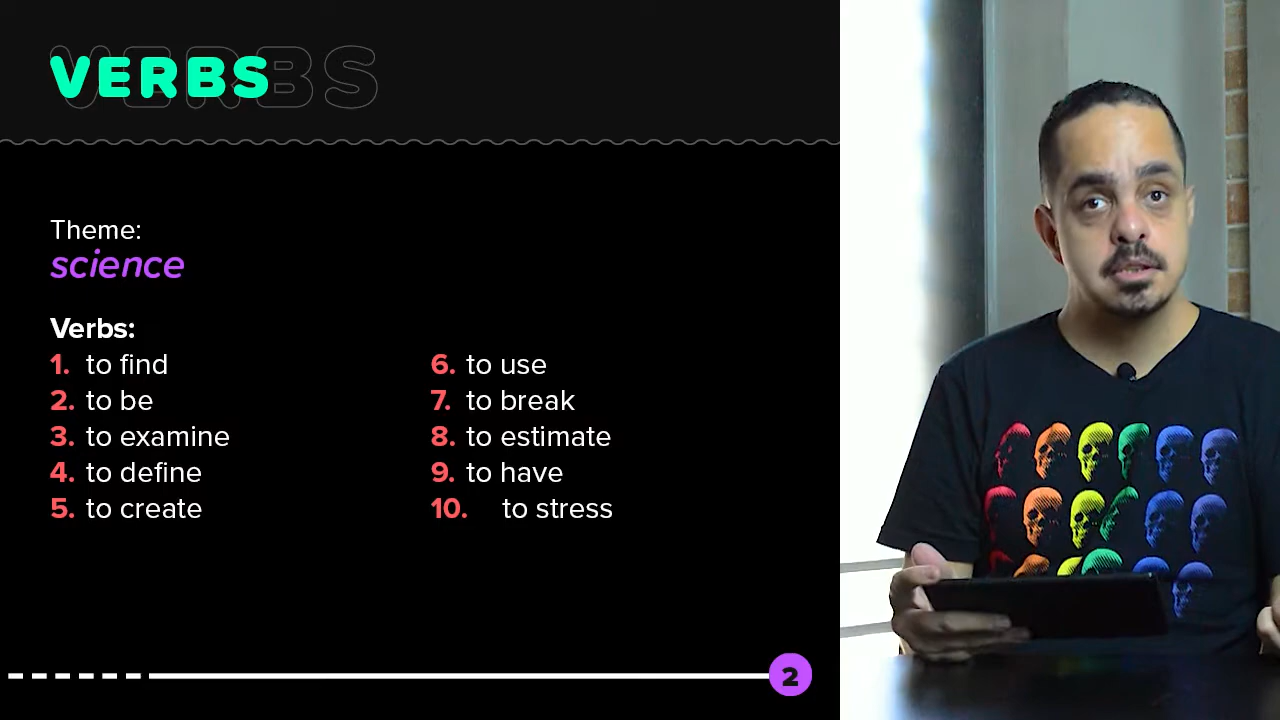 VERBS
VERBS
Theme:
science
Verbs:
1. to find
2. to be
3. to examine
4. to define
5. to create
6. to use
7. to break
8. to estimate
9. to have
10. to stress
2